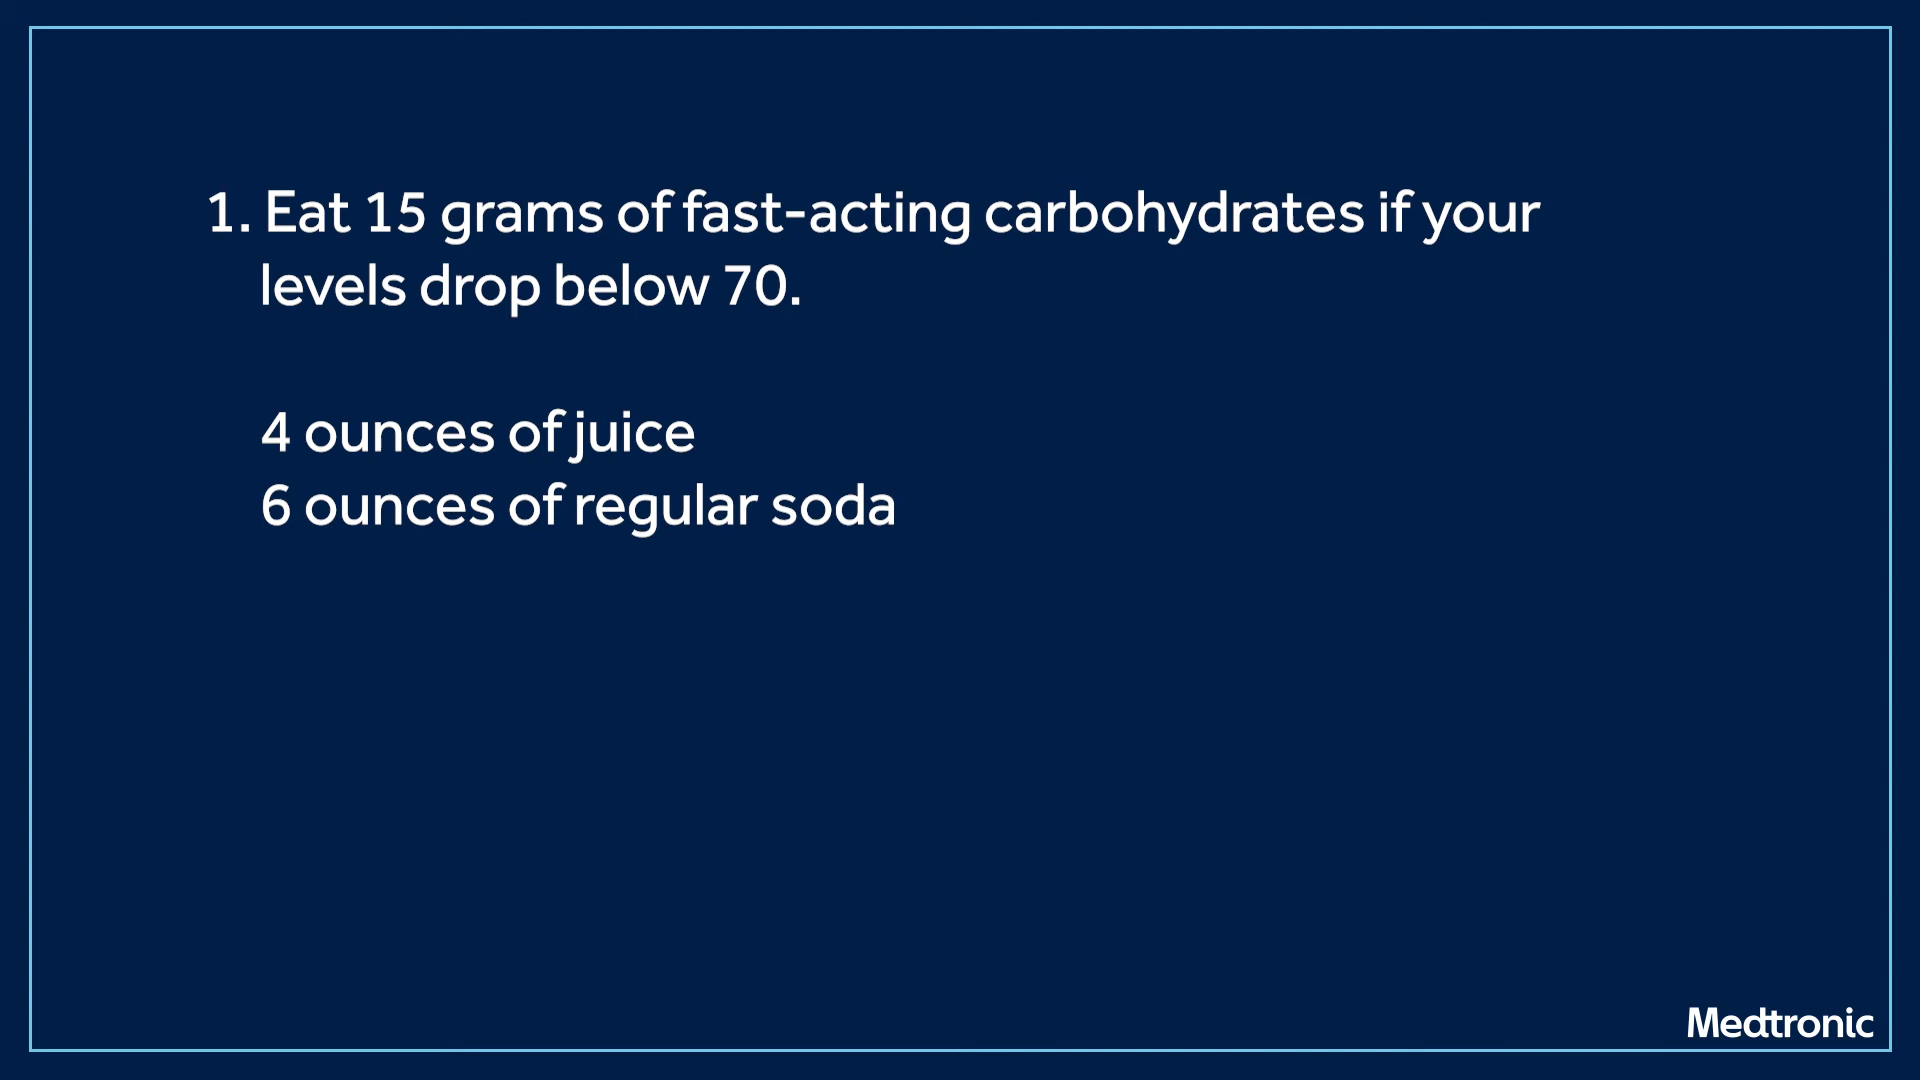 1. Eat 15 grams of fast-acting carbohydrates if your
levels drop below 70.
4 ounces of juice
6 ounces of regular soda
Medtronic